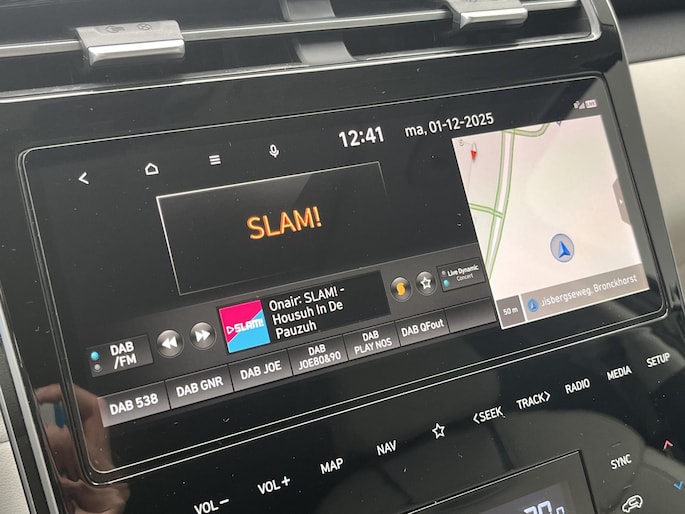 12:41
ma, 01-12-2025
SLAM!
50 m
uisbergseweg, Bronckhorst
SLAM!
Onair: SLAM! -
Housuh In De
Pauzuh
Live Dynamic
Concert
DAB
/FM
DAB 538
DAB GNR
DAB JOE
DAB
JOE80&90
DAB
PLAY NOS
DAB QFout
VOL-
VOL+
MAP
NAV
<SEEK
TRACK>
RADIO
MEDIA
SETUP
SYNC